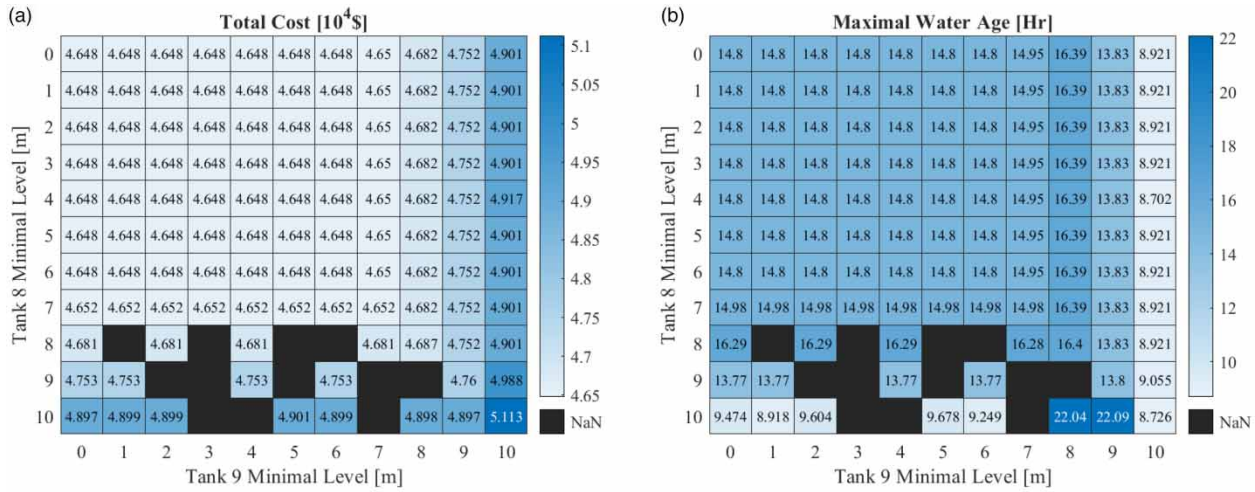 (a)
Total Cost [10^4$]
0 4.648 4.648 4.648 4.648 4.648 4.648 4.648 4.65 4.682 4.752 4.901
1 4.648 4.648 4.648 4.648 4.648 4.648 4.648 4.65 4.682 4.752 4.901
2 4.648 4.648 4.648 4.648 4.648 4.648 4.648 4.65 4.682 4.752 4.901
3 4.648 4.648 4.648 4.648 4.648 4.648 4.648 4.65 4.682 4.752 4.901
4 4.648 4.648 4.648 4.648 4.648 4.648 4.648 4.65 4.682 4.752 4.917
5 4.648 4.648 4.648 4.648 4.648 4.648 4.648 4.65 4.682 4.752 4.901
6 4.648 4.648 4.648 4.648 4.648 4.648 4.648 4.65 4.682 4.752 4.901
7 4.652 4.652 4.652 4.652 4.652 4.652 4.652 4.652 4.682 4.752 4.901
8 4.681 4.681 4.681 4.681 4.687 4.752 4.901
9 4.753 4.753 4.753 4.753 4.76 4.988
10 4.897 4.899 4.899 4.901 4.899 4.898 4.897 5.113
0 1 2 3 4 5 6 7 8 9 10
Tank 9 Minimal Level [m]
Tank 8 Minimal Level [m]
5.1
5.05
5
4.95
4.9
4.85
4.8
4.75
4.7
4.65
NaN
(b)
Maximal Water Age [Hr]
0 14.8 14.8 14.8 14.8 14.8 14.8 14.8 14.95 16.39 13.83 8.921
1 14.8 14.8 14.8 14.8 14.8 14.8 14.8 14.95 16.39 13.83 8.921
2 14.8 14.8 14.8 14.8 14.8 14.8 14.8 14.95 16.39 13.83 8.921
3 14.8 14.8 14.8 14.8 14.8 14.8 14.8 14.95 16.39 13.83 8.921
4 14.8 14.8 14.8 14.8 14.8 14.8 14.8 14.95 16.39 13.83 8.702
5 14.8 14.8 14.8 14.8 14.8 14.8 14.8 14.95 16.39 13.83 8.921
6 14.8 14.8 14.8 14.8 14.8 14.8 14.8 14.95 16.39 13.83 8.921
7 14.98 14.98 14.98 14.98 14.98 14.98 14.98 14.98 16.39 13.83 8.921
8 16.29 16.29 16.29 16.28 16.4 13.83 8.921
9 13.77 13.77 13.77 13.77 13.8 9.055
10 9.474 8.918 9.604 9.678 9.249 22.04 22.09 8.726
0 1 2 3 4 5 6 7 8 9 10
Tank 9 Minimal Level [m]
Tank 8 Minimal Level [m]
22
20
18
16
14
12
10
NaN